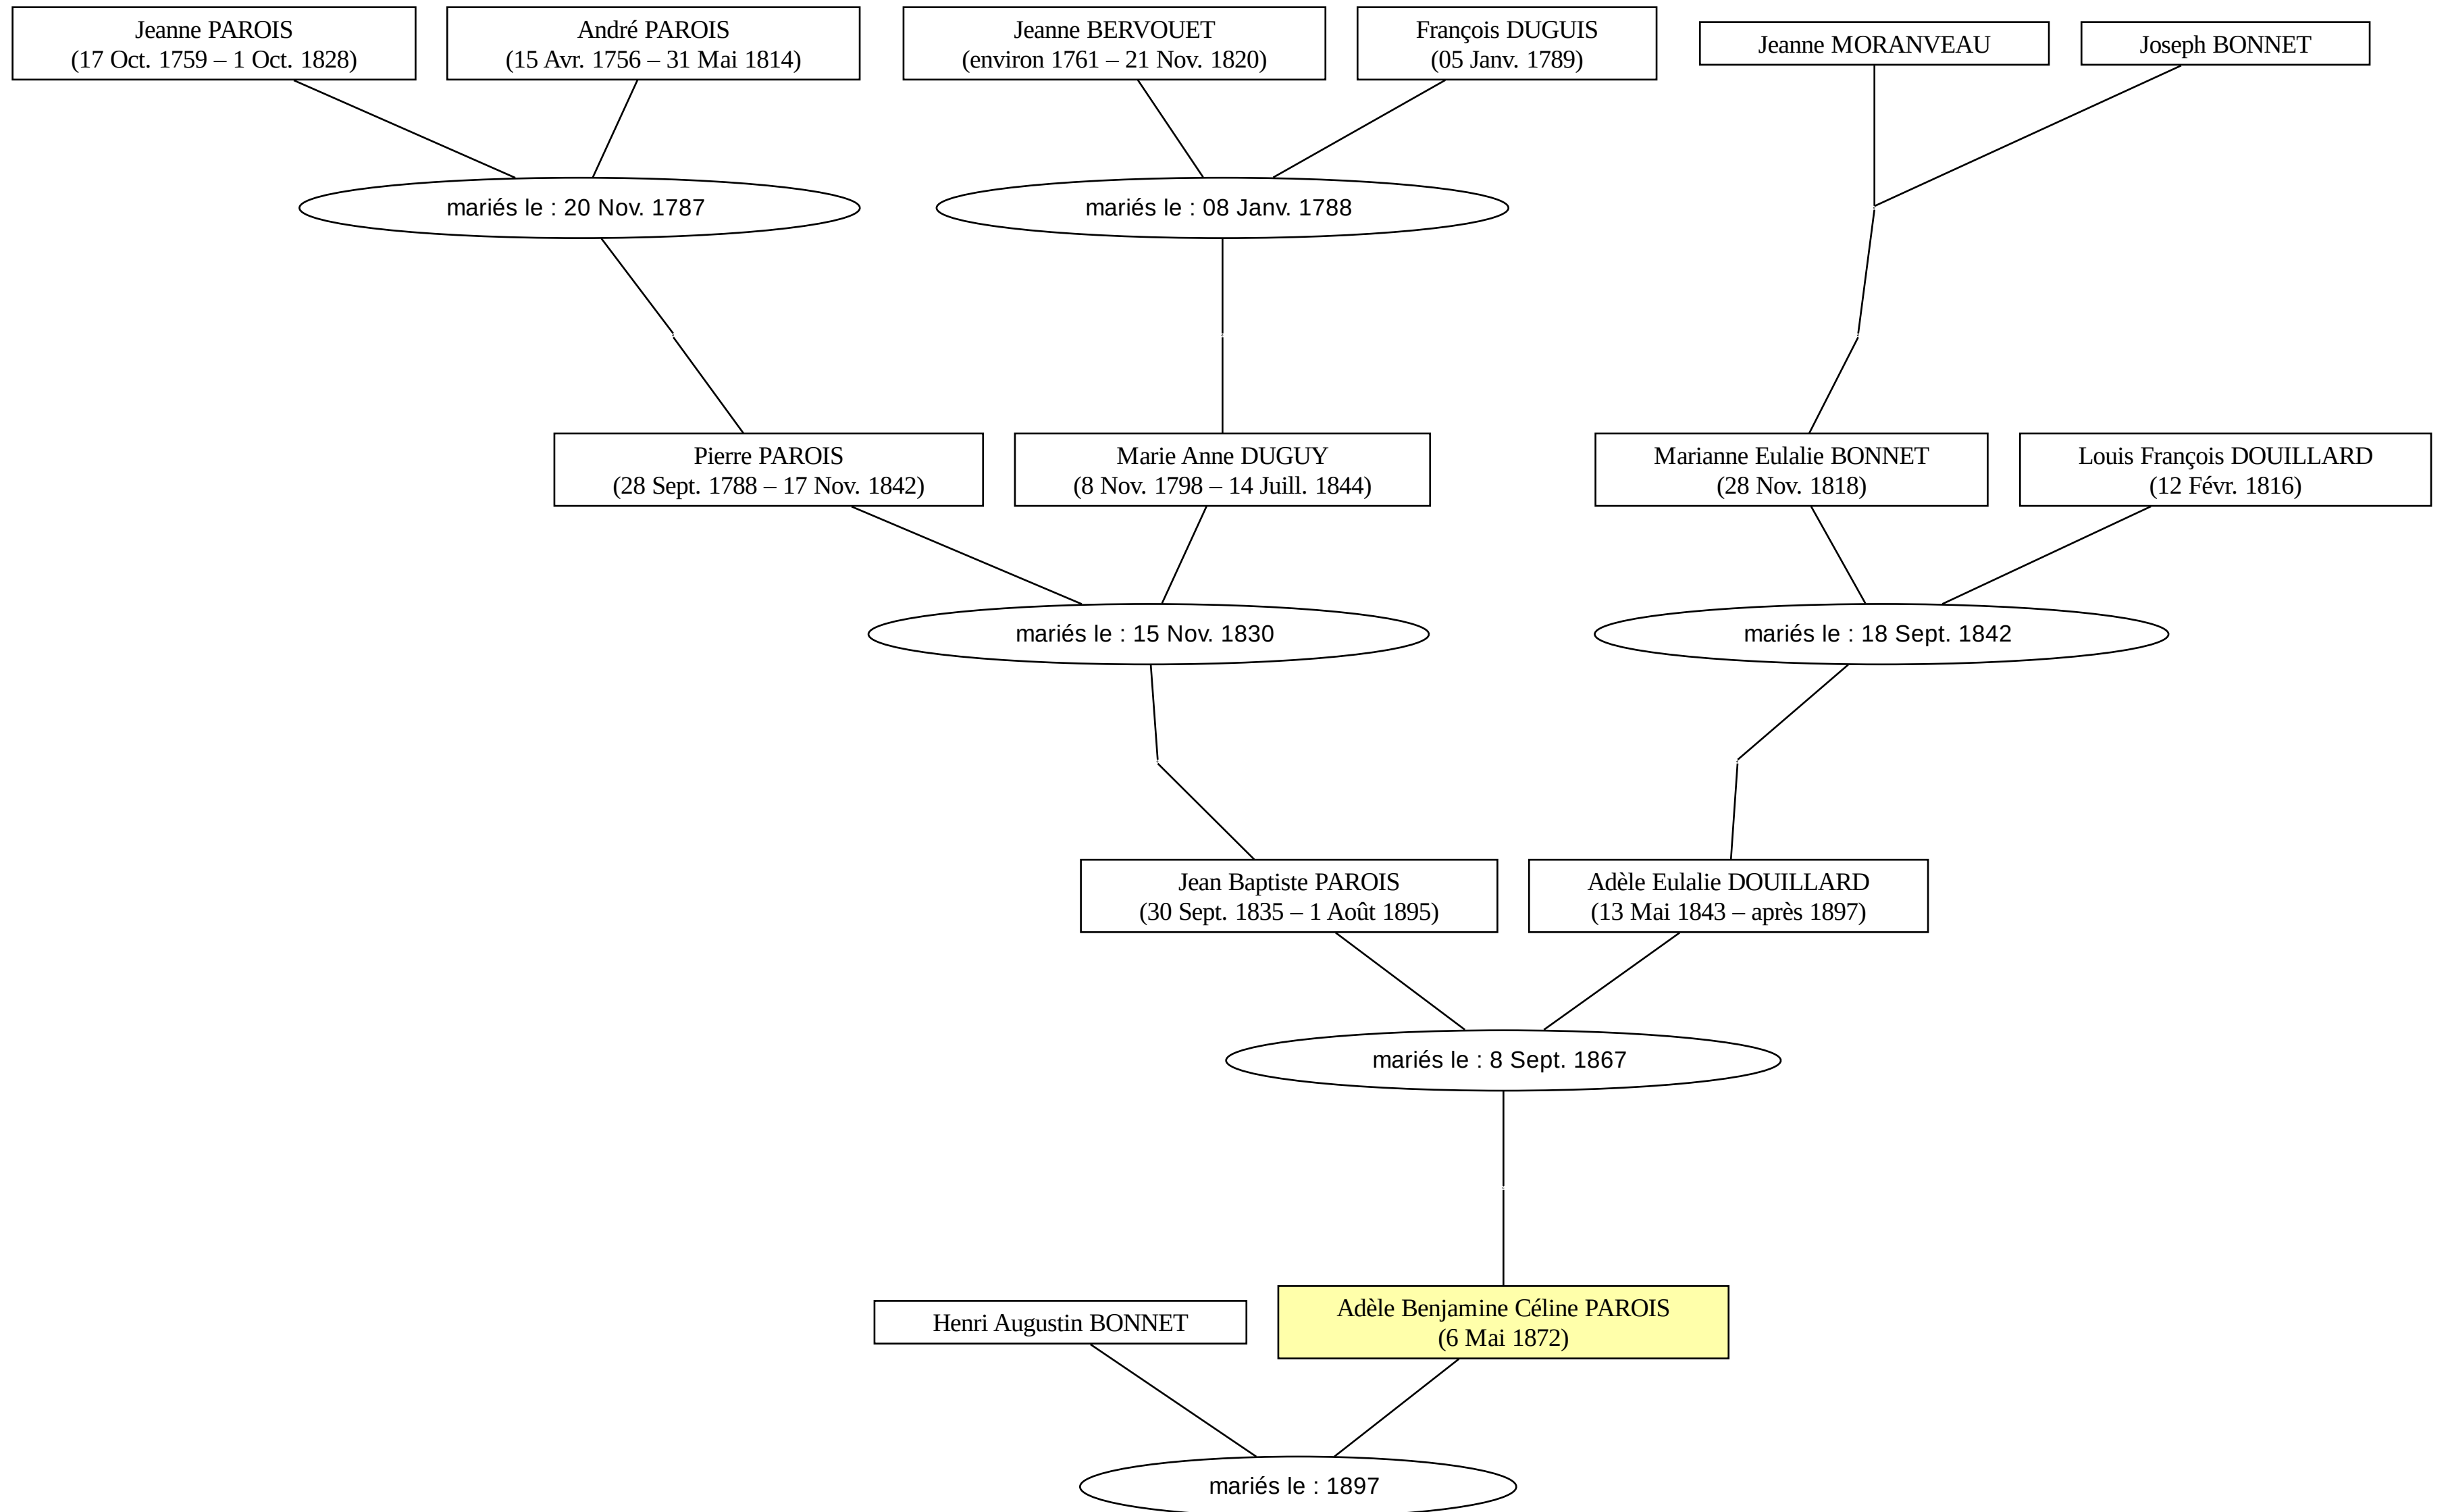 Jeanne PAROIS
(17 Oct. 1759 – 1 Oct. 1828)
André PAROIS
(15 Avr. 1756 – 31 Mai 1814)
Jeanne BERVOUET
(environ 1761 – 21 Nov. 1820)
François DUGUIS
(05 Janv. 1789)
Jeanne MORANVEAU
Joseph BONNET
mariés le : 20 Nov. 1787
mariés le : 08 Janv. 1788
Pierre PAROIS
(28 Sept. 1788 – 17 Nov. 1842)
Marie Anne DUGUY
(8 Nov. 1798 – 14 Juill. 1844)
Marianne Eulalie BONNET
(28 Nov. 1818)
Louis François DOUILLARD
(12 Févr. 1816)
mariés le : 15 Nov. 1830
mariés le : 18 Sept. 1842
Jean Baptiste PAROIS
(30 Sept. 1835 – 1 Août 1895)
Adèle Eulalie DOUILLARD
(13 Mai 1843 – après 1897)
mariés le : 8 Sept. 1867
Henri Augustin BONNET
Adèle Benjamine Céline PAROIS
(6 Mai 1872)
mariés le : 1897